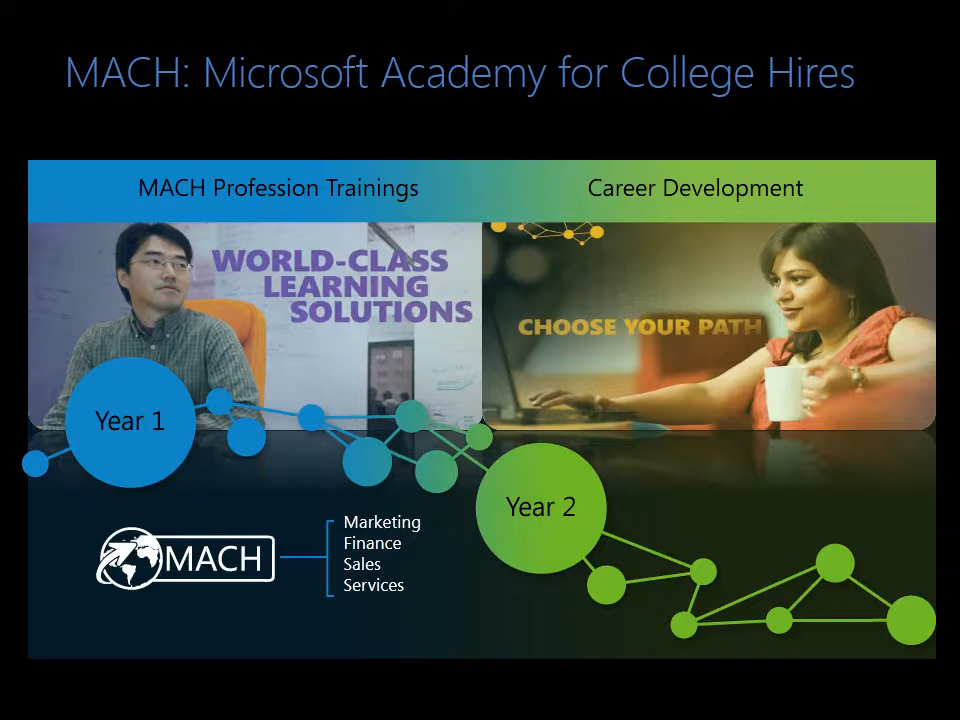 MACH: Microsoft Academy for College Hires
MACH Profession Trainings
Career Development
WORLD-CLASS
LEARNING
SOLUTIONS
CHOOSE YOUR PATH
Year 1
Year 2
MACH
Marketing
Finance
Sales
Services